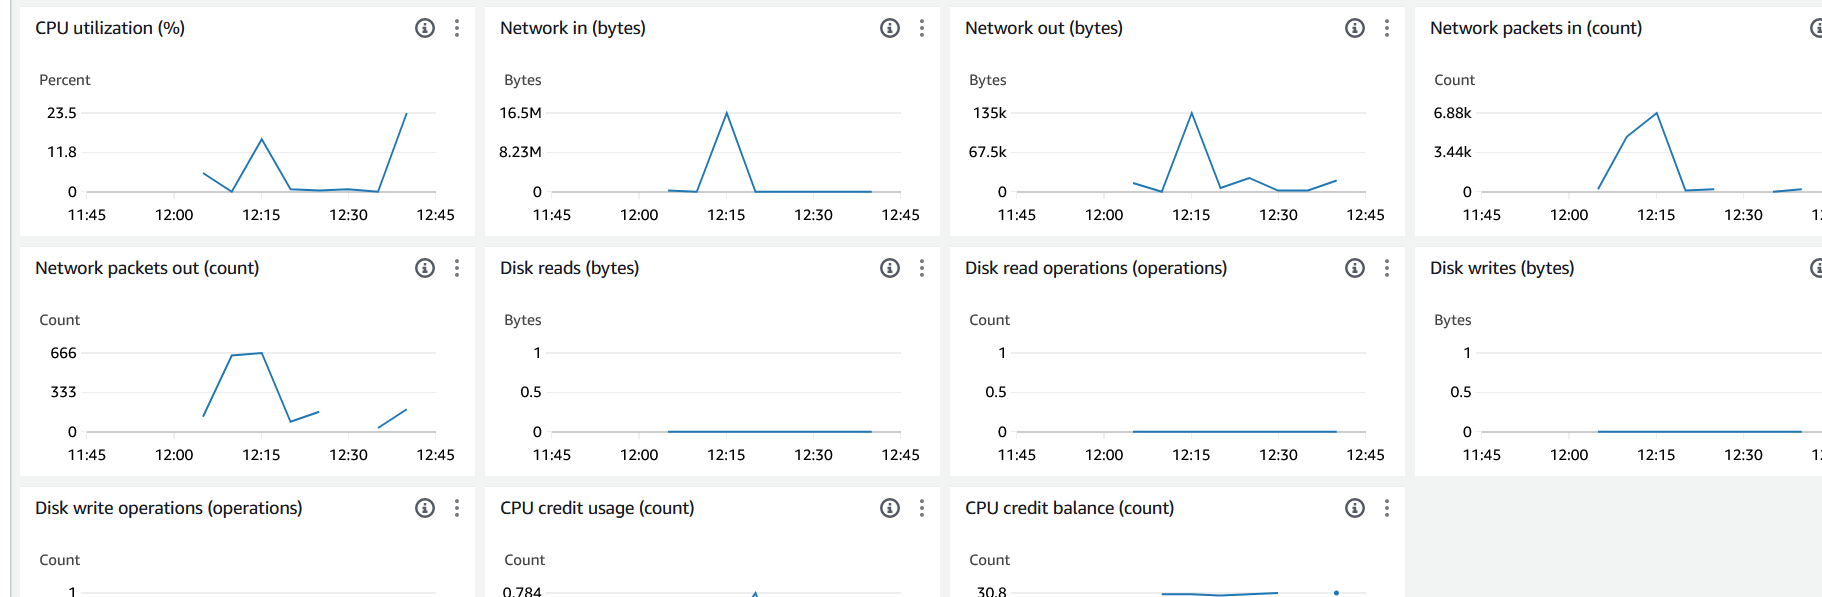 CPU utilization (%)
Percent
23.5
11.8
0
11:45 12:00 12:15 12:30 12:45
Network in (bytes)
Bytes
16.5M
8.23M
0
11:45 12:00 12:15 12:30 12:45
Network out (bytes)
Bytes
135k
67.5k
0
11:45 12:00 12:15 12:30 12:45
Network packets in (count)
Count
6.88k
3.44k
0
11:45 12:00 12:15 12:30
Network packets out (count)
Count
666
333
0
11:45 12:00 12:15 12:30 12:45
Disk reads (bytes)
Bytes
1
0.5
0
11:45 12:00 12:15 12:30 12:45
Disk read operations (operations)
Count
1
0.5
0
11:45 12:00 12:15 12:30 12:45
Disk writes (bytes)
Bytes
1
0.5
0
11:45 12:00 12:15 12:30
Disk write operations (operations)
Count
1
CPU credit usage (count)
Count
0.784
CPU credit balance (count)
Count
30.8